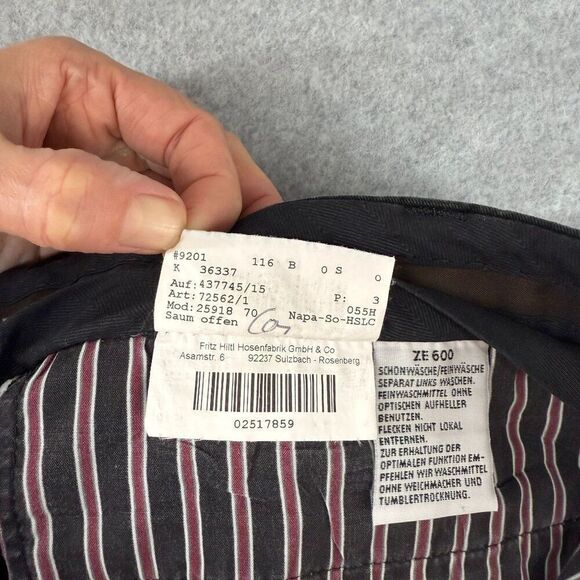 #9201 116 B 0 S 0
K 36337
Auf: 437745/15 P: 3
Art: 72562/1 055H
Mod: 25918 70 Napa-So-HSLC
Saum offen
Fritz Hiltl Hosenfabrik GmbH & Co
Asamstr. 6 92237 Sulzbach - Rosenberg
02517859
ZE 600
SCHONWÄSCHE/FEINWÄSCHE
SEPARAT LINKS WASCHEN.
FEINWASCHMITTEL OHNE
OPTISCHEN AUFHELLER
BENUTZEN.
FLECKEN NICHT LOKAL
ENTFERNEN.
ZUR ERHALTUNG DER
OPTIMALEN FUNKTION EM-
PFEHLEN WIR WASCHMITTEL
OHNE WEICHMACHER UND
TUMBLERTROCKNUNG.